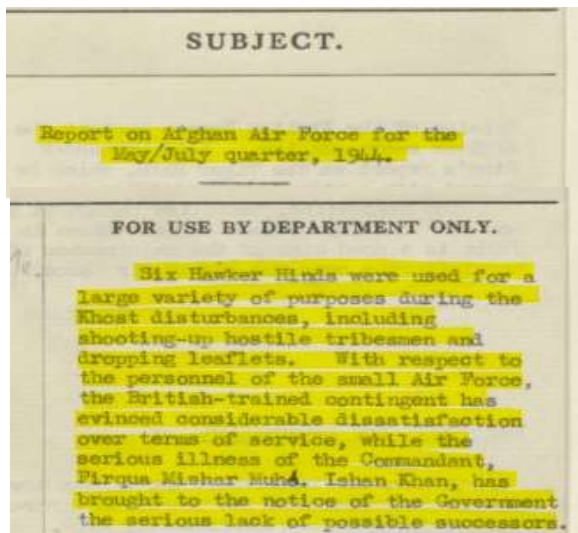 SUBJECT.
Report on Afghan Air Force for the
May/July quarter, 1944.
FOR USE BY DEPARTMENT ONLY.
Six Hawker Hinds were used for a
large variety of purposes during the
Khost disturbances, including
shooting-up hostile tribesmen and
dropping leaflets. With respect to
the personnel of the small Air Force,
the British-trained contingent has
evinced considerable dissatisfaction
over terms of service, while the
serious illness of the Commandant,
Firqua Mishar Muhd. Ishan Khan, has
brought to the notice of the Government
the serious lack of possible successors.